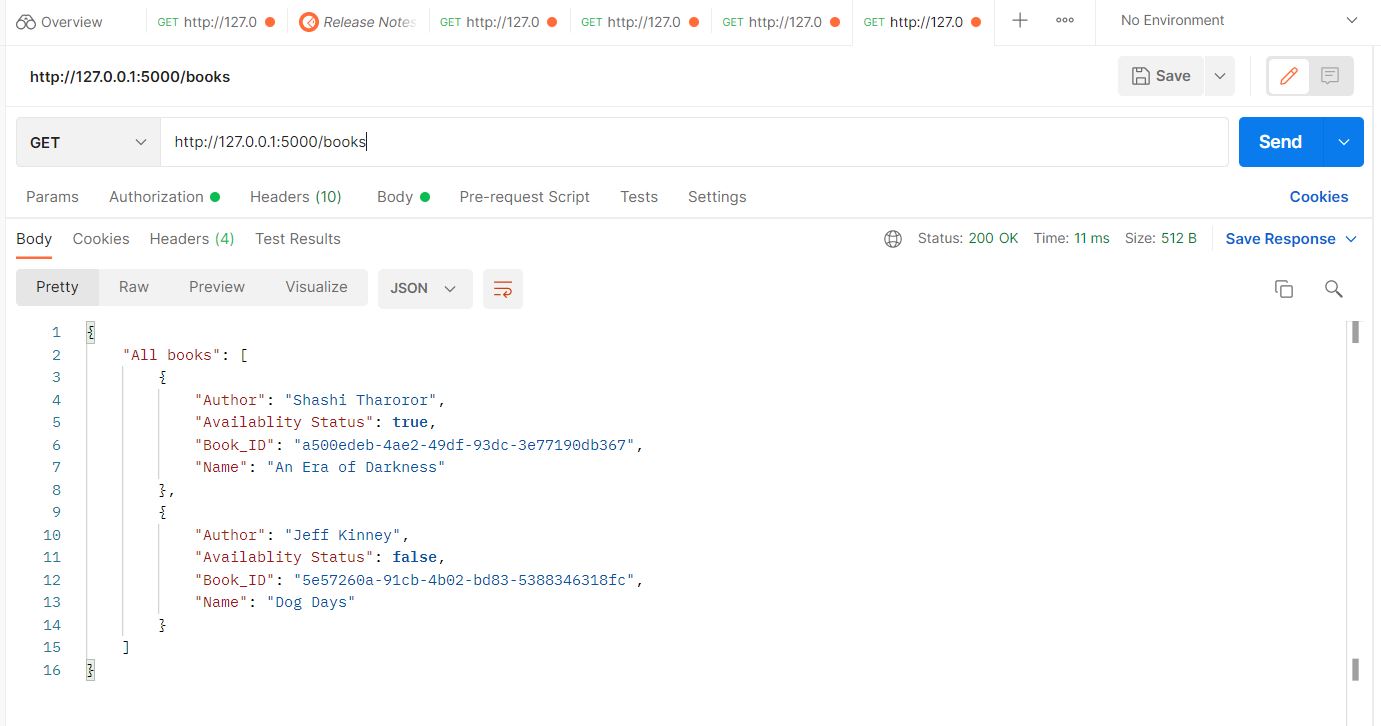 Overview GET http://127.0 Release Notes GET http://127.0 GET http://127.0 GET http://127.0 GET http://127.0 No Environment
http://127.0.0.1:5000/books Save
GET http://127.0.0.1:5000/books Send
Params Authorization Headers (10) Body Pre-request Script Tests Settings Cookies
Body Cookies Headers (4) Test Results Status: 200 OK Time: 11 ms Size: 512 B Save Response
Pretty Raw Preview Visualize JSON
1 {
2 "All books": [
3 {
4 "Author": "Shashi Tharoror",
5 "Availablity Status": true,
6 "Book_ID": "a500edeb-4ae2-49df-93dc-3e77190db367",
7 "Name": "An Era of Darkness"
8 },
9 {
10 "Author": "Jeff Kinney",
11 "Availablity Status": false,
12 "Book_ID": "5e57260a-91cb-4b02-bd83-5388346318fc",
13 "Name": "Dog Days"
14 }
15 ]
16 }